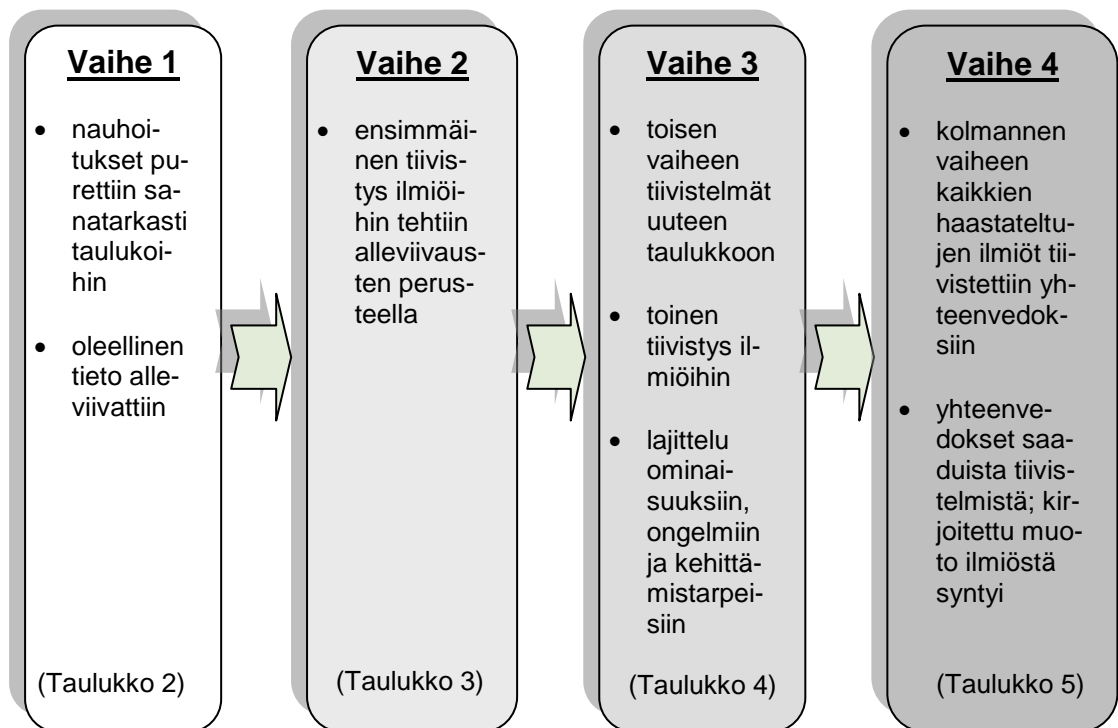 Vaihe 1
• nauhoi-
tukset pu-
rettiin sa-
natarkasti
taulukoi-
hin
• oleellinen
tieto alle-
viivattiin
(Taulukko 2)
Vaihe 2
• ensimmäi-
nen tiivis-
tys ilmiöi-
hin tehtiin
alleviivaus-
ten perus-
teella
(Taulukko 3)
Vaihe 3
• toisen
vaiheen
tiivistelmät
uuteen
taulukkoon
• toinen
tiivistys il-
miöihin
• lajittelu
ominai-
suuksiin,
ongelmiin
ja kehittä-
mistarpei-
siin
(Taulukko 4)
Vaihe 4
• kolmannen
vaiheen
kaikkien
haastateltu-
jen ilmiöt tii-
vistettiin yh-
teenvedok-
siin
• yhteenve-
dokset saa-
duista tiivis-
telmistä; kir-
joitettu muo-
to ilmiöstä
syntyi
(Taulukko 5)